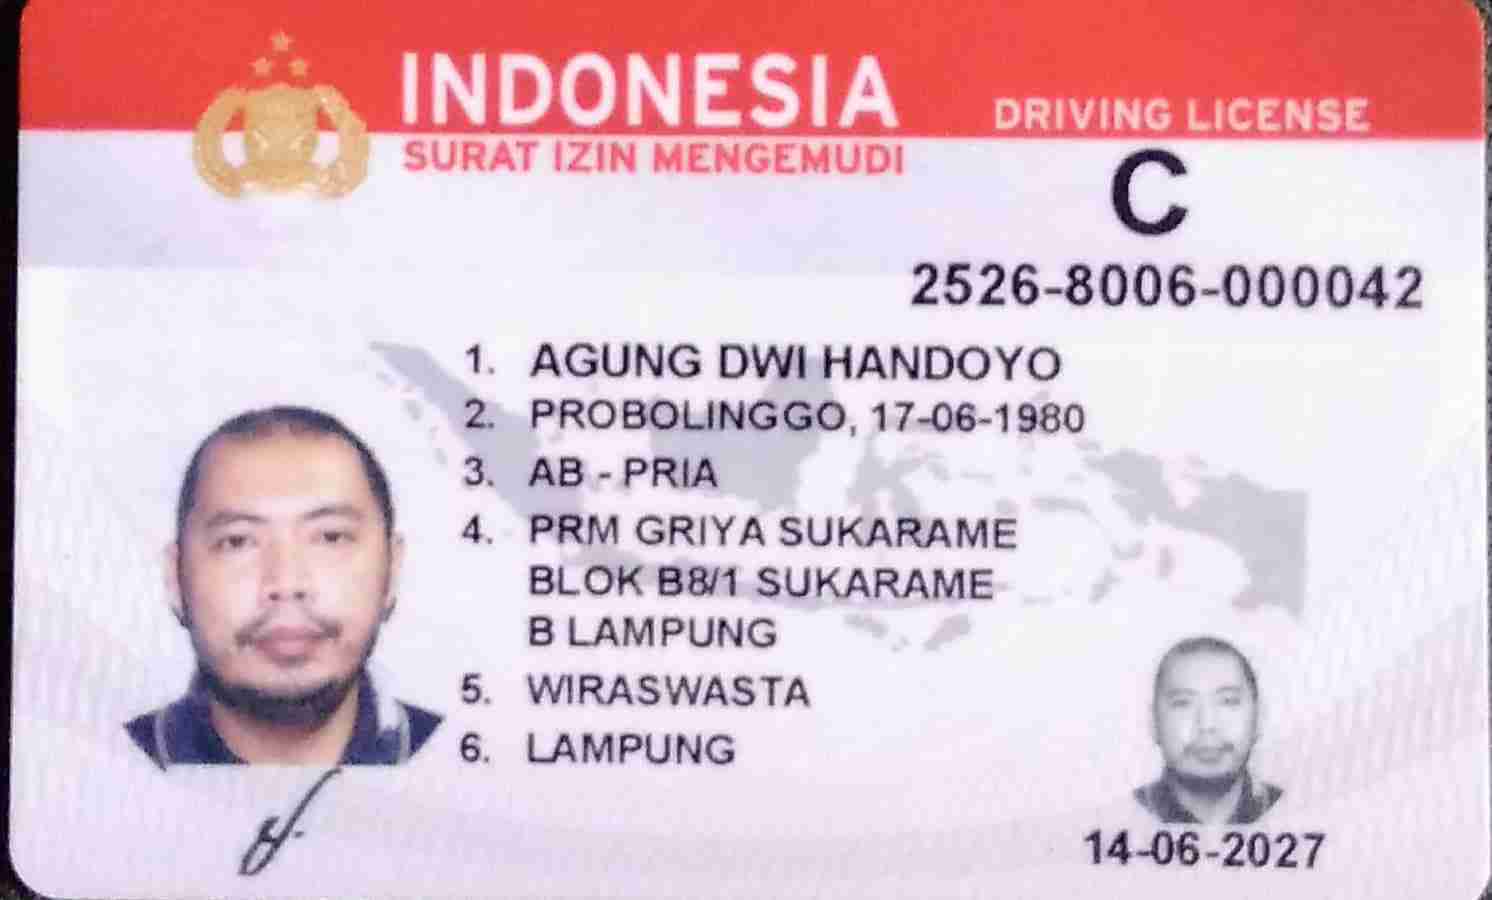 INDONESIA
DRIVING LICENSE
SURAT IZIN MENGEMUDI
C
2526-8006-000042
1. AGUNG DWI HANDOYO
2. PROBOLINGGO, 17-06-1980
3. AB - PRIA
4. PRM GRIYA SUKARAME
BLOK B8/1 SUKARAME
B LAMPUNG
5. WIRASWASTA
6. LAMPUNG
14-06-2027